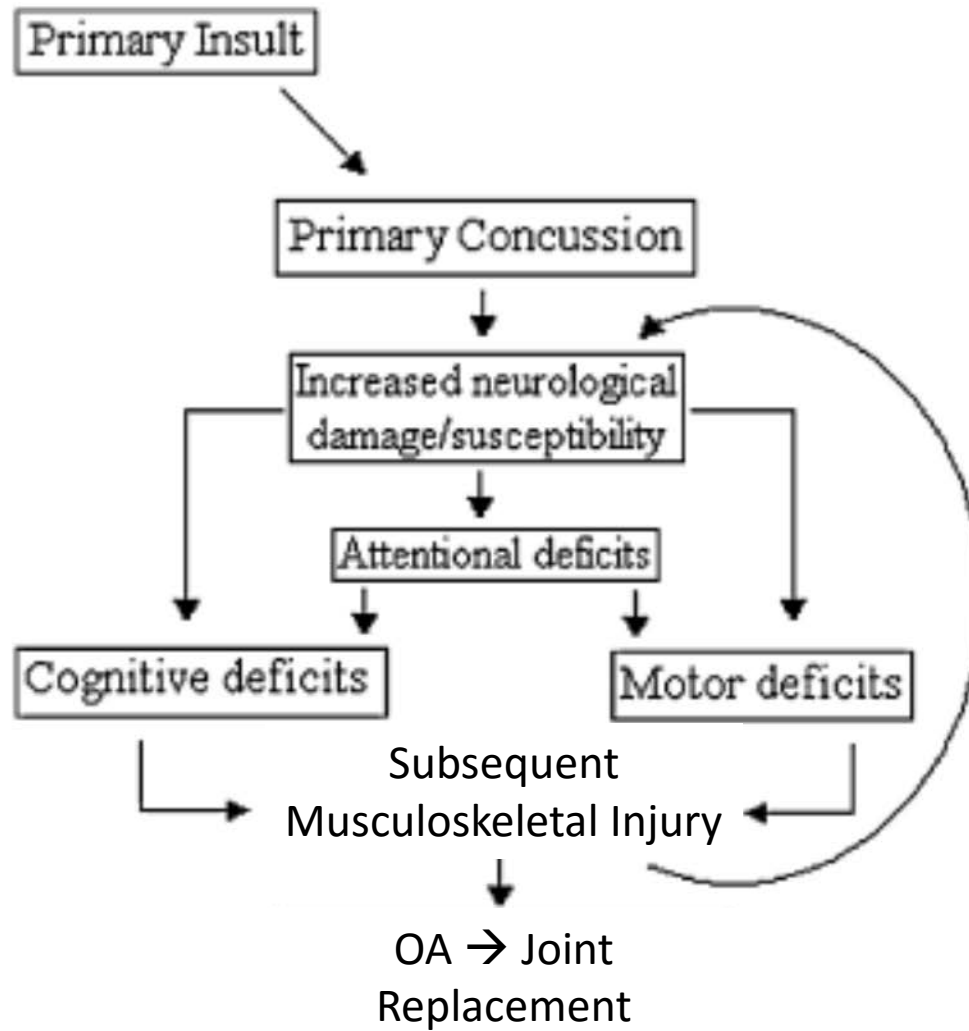 Primary Insult
Primary Concussion
Increased neurological
damage/susceptibility
Attentional deficits
Cognitive deficits
Motor deficits
Subsequent
Musculoskeletal Injury
OA → Joint
Replacement